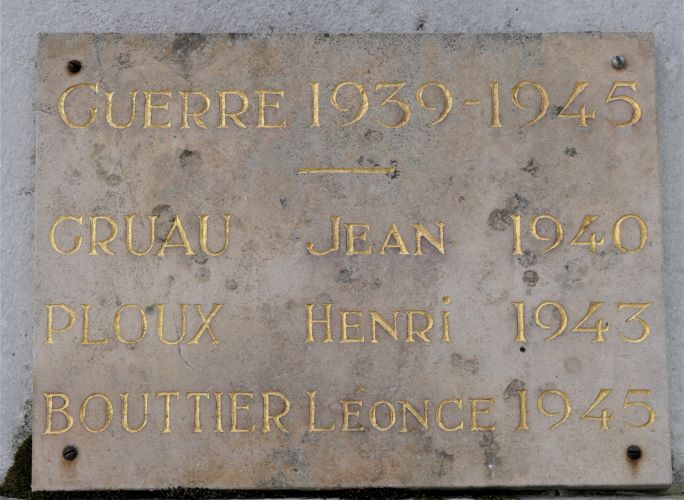 GUERRE 1939-1945
GRUAU JEAN 1940
PLOUX HENRi 1943
BOUTTIER LÉONCE 1945